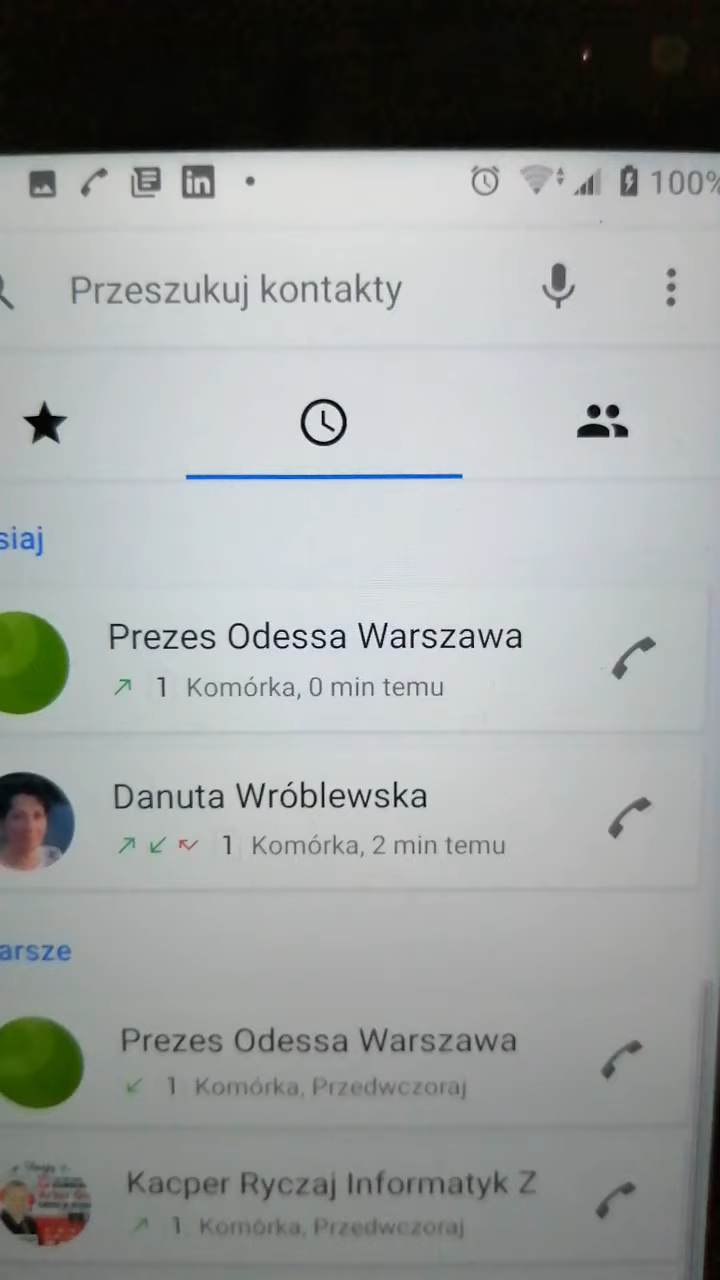 in
100%
Przeszukuj kontakty
siaj
Prezes Odessa Warszawa
1 Komórka, 0 min temu
Danuta Wróblewska
1 Komórka, 2 min temu
arsze
Prezes Odessa Warszawa
1 Komórka, Przedwczoraj
Kacper Ryczaj Informatyk Z
1 Komórka, Przedwczoraj